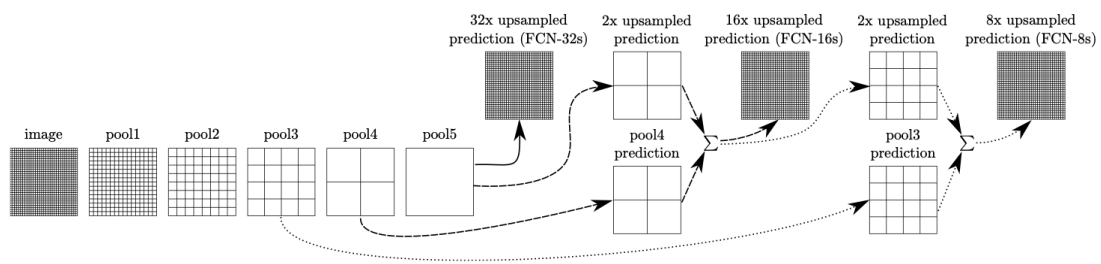 32x upsampled
prediction (FCN-32s)
2x upsampled
prediction
16x upsampled
prediction (FCN-16s)
2x upsampled
prediction
8x upsampled
prediction (FCN-8s)
image
pool1
pool2
pool3
pool4
pool5
pool4
prediction
∑
pool3
prediction
∑